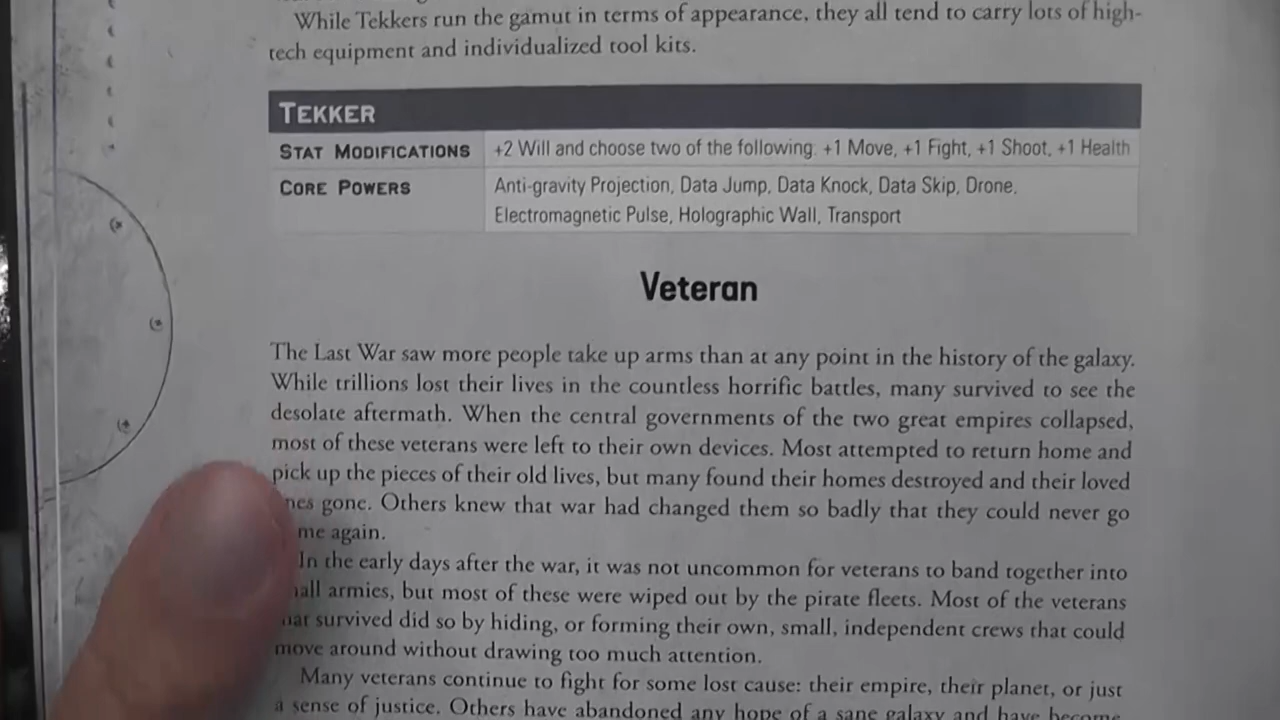 While Tekkers run the gamut in terms of appearance, they all tend to carry lots of high-
tech equipment and individualized tool kits.
TEKKER
STAT MODIFICATIONS +2 Will and choose two of the following: +1 Move, +1 Fight, +1 Shoot, +1 Health
CORE POWERS Anti-gravity Projection, Data Jump, Data Knock, Data Skip, Drone,
Electromagnetic Pulse, Holographic Wall, Transport
Veteran
The Last War saw more people take up arms than at any point in the history of the galaxy.
While trillions lost their lives in the countless horrific battles, many survived to see the
desolate aftermath. When the central governments of the two great empires collapsed,
most of these veterans were left to their own devices. Most attempted to return home and
pick up the pieces of their old lives, but many found their homes destroyed and their loved
gone. Others knew that war had changed them so badly that they could never go
again.
In the early days after the war, it was not uncommon for veterans to band together into
armies, but most of these were wiped out by the pirate fleets. Most of the veterans
survived did so by hiding, or forming their own, small, independent crews that could
move around without drawing too much attention.
Many veterans continue to fight for some lost cause: their empire, their planet, or just
a sense of justice. Others have abandoned any hope of a sane galaxy and have become